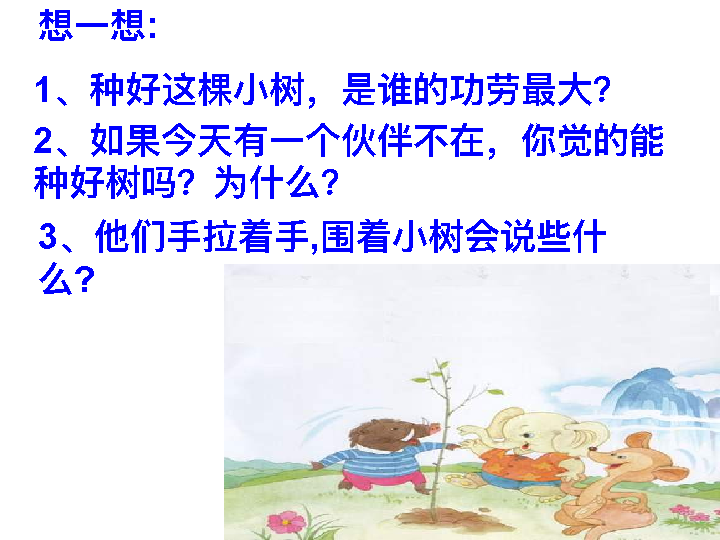 想一想:
1、种好这棵小树，是谁的功劳最大？
2、如果今天有一个伙伴不在，你觉的能
种好树吗？为什么？
3、他们手拉着手,围着小树会说些什
么?